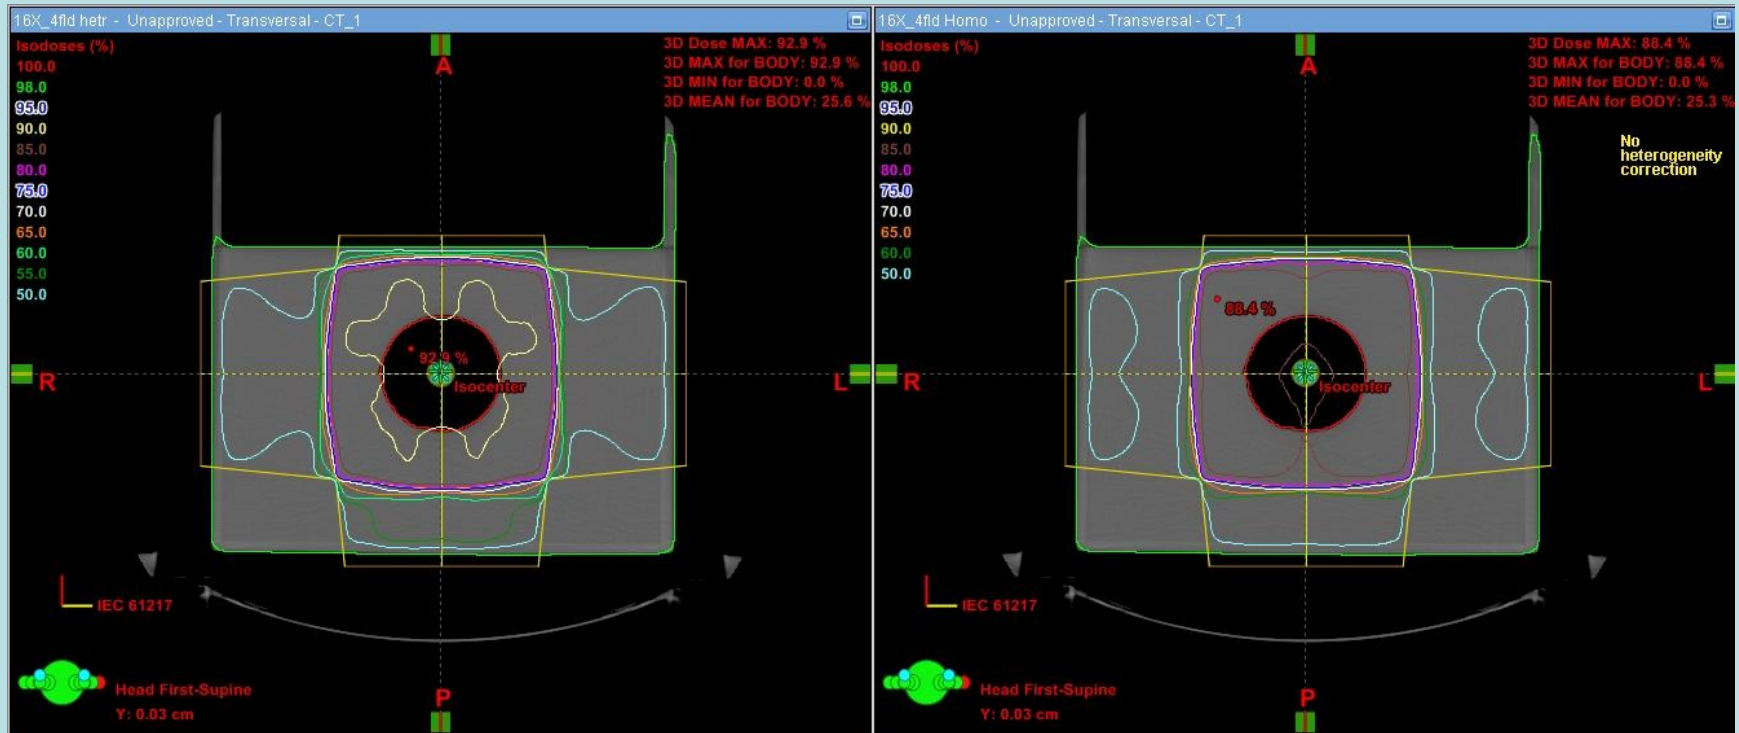 16X_4fld hetr - Unapproved - Transversal - CT_1
Isodoses (%)
100.0
98.0
95.0
90.0
85.0
80.0
75.0
70.0
65.0
60.0
55.0
50.0
3D Dose MAX: 92.9 %
3D MAX for BODY: 92.9 %
3D MIN for BODY: 0.0 %
3D MEAN for BODY: 25.6 %
A
R
L
92.9 %
Isocenter
IEC 61217
Head First-Supine
Y: 0.03 cm
P
16X_4fld Homo - Unapproved - Transversal - CT_1
Isodoses (%)
100.0
98.0
95.0
90.0
85.0
80.0
75.0
70.0
65.0
60.0
50.0
3D Dose MAX: 88.4 %
3D MAX for BODY: 88.4 %
3D MIN for BODY: 0.0 %
3D MEAN for BODY: 25.3 %
No
heterogeneity
correction
A
R
L
88.4 %
Isocenter
IEC 61217
Head First-Supine
Y: 0.03 cm
P